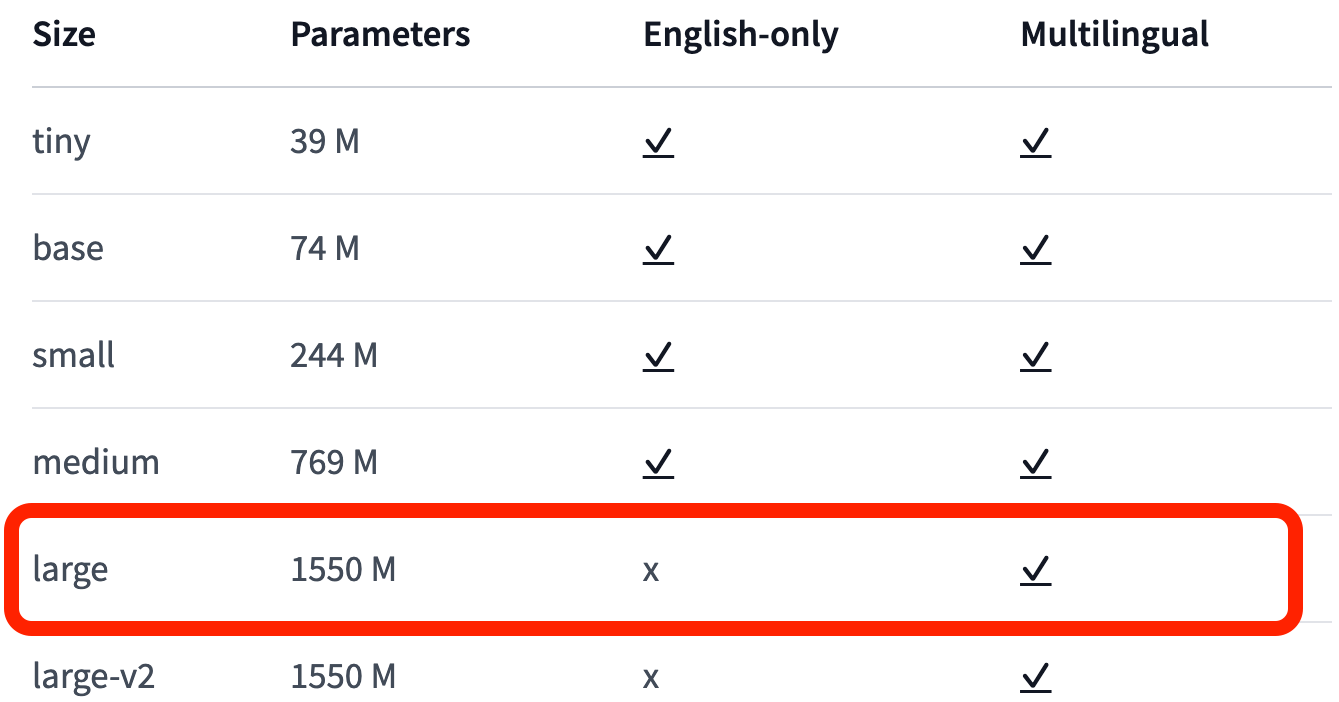 Size Parameters English-only Multilingual
tiny 39 M ✓ ✓
base 74 M ✓ ✓
small 244 M ✓ ✓
medium 769 M ✓ ✓
large 1550 M x ✓
large-v2 1550 M x ✓